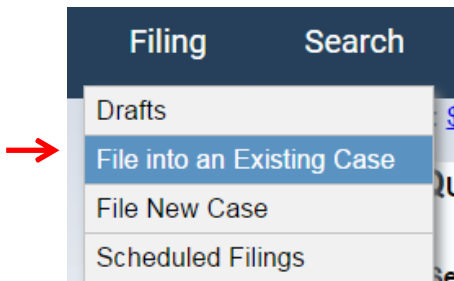 Filing Search
Drafts
File into an Existing Case
File New Case
Scheduled Filings